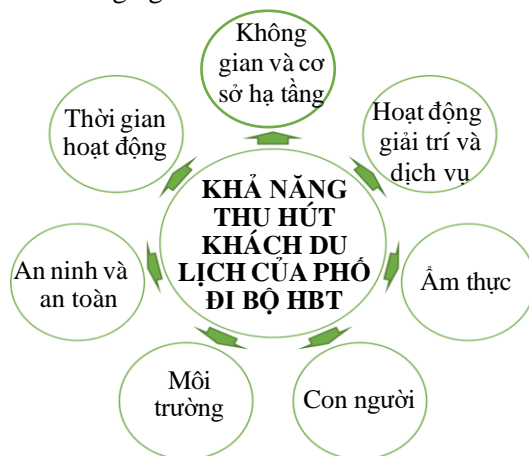 Không
gian và cơ
sở hạ tầng
Thời gian
hoạt động
Hoạt động
giải trí và
dịch vụ
KHẢ NĂNG
THU HÚT
KHÁCH DU
LỊCH CỦA PHỐ
ĐI BỘ HBT
An ninh và
an toàn
Ẩm thực
Môi
trường
Con người